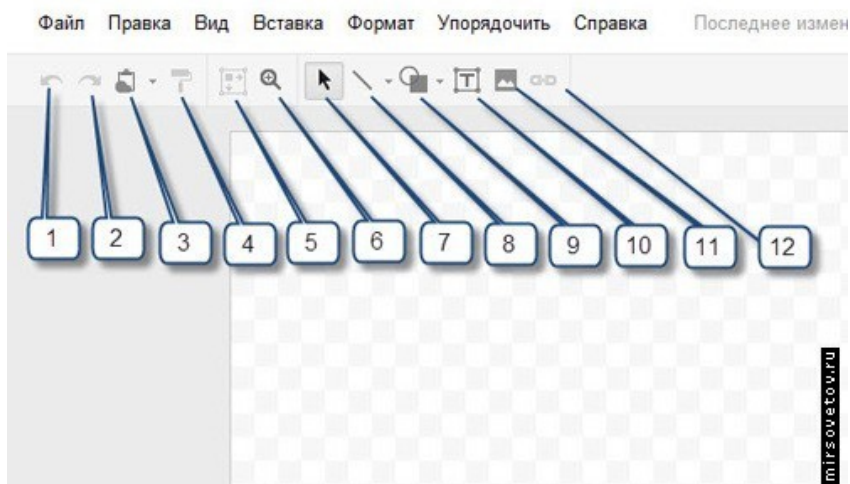 Файл Правка Вид Вставка Формат Упорядочить Справка Последнее измен
T
1 2 3 4 5 6 7 8 9 10 11 12
mirsovetov.ru